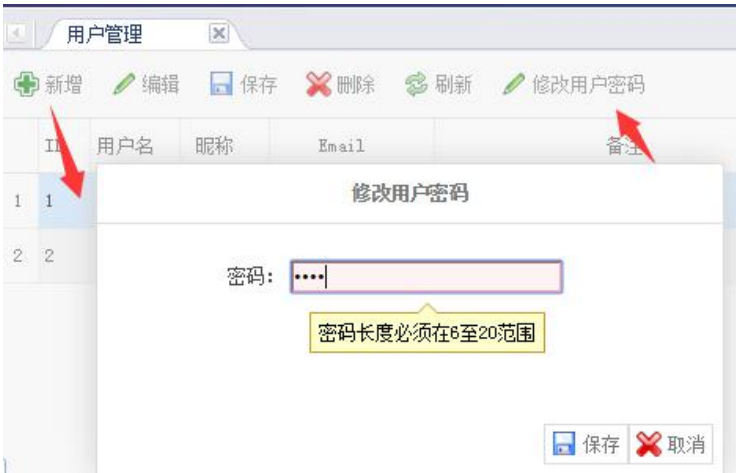 用户管理
新增 编辑 保存 删除 刷新 修改用户密码
用户名 昵称 Email 备注
1 1
修改用户密码
2 2
密码: ••••
密码长度必须在6至20范围
保存 取消